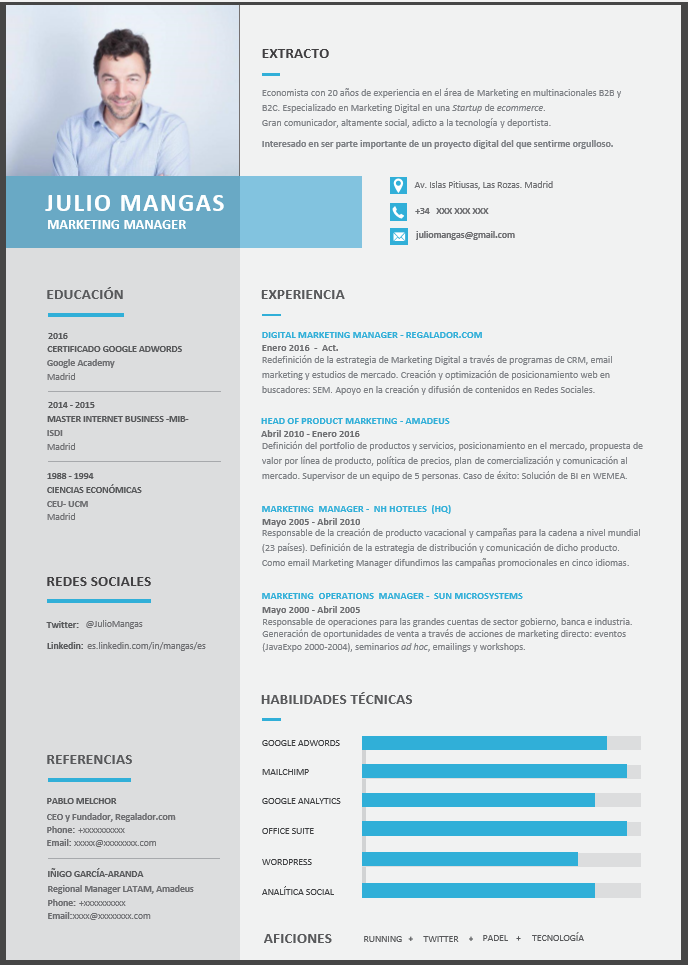 EXTRACTO
Economista con 20 años de experiencia en el área de Marketing en multinacionales B2B y
B2C. Especializado en Marketing Digital en una Startup de ecommerce.
Gran comunicador, altamente social, adicto a la tecnología y deportista.
Interesado en ser parte importante de un proyecto digital del que sentirme orgulloso.
JULIO MANGAS
MARKETING MANAGER
Av. Islas Pitiusas, Las Rozas. Madrid
+34 XXX XXX XXX
juliomangas@gmail.com
EDUCACIÓN
2016
CERTIFICADO GOOGLE ADWORDS
Google Academy
Madrid
2014 - 2015
MASTER INTERNET BUSINESS -MIB-
ISDI
Madrid
1988 - 1994
CIENCIAS ECONÓMICAS
CEU- UCM
Madrid
REDES SOCIALES
Twitter: @JulioMangas
Linkedin: es.linkedin.com/in/mangas/es
REFERENCIAS
PABLO MELCHOR
CEO y Fundador, Regalador.com
Phone: +xxxxxxxxxx
Email: xxxxx@xxxxxxxx.com
IÑIGO GARCÍA-ARANDA
Regional Manager LATAM, Amadeus
Phone: +xxxxxxxxxx
Email:xxxx@xxxxxxxx.com
EXPERIENCIA
DIGITAL MARKETING MANAGER - REGALADOR.COM
Enero 2016 - Act.
Redefinición de la estrategia de Marketing Digital a través de programas de CRM, email
marketing y estudios de mercado. Creación y optimización de posicionamiento web en
buscadores: SEM. Apoyo en la creación y difusión de contenidos en Redes Sociales.
HEAD OF PRODUCT MARKETING - AMADEUS
Abril 2010 - Enero 2016
Definición del portfolio de productos y servicios, posicionamiento en el mercado, propuesta de
valor por línea de producto, política de precios, plan de comercialización y comunicación al
mercado. Supervisor de un equipo de 5 personas. Caso de éxito: Solución de BI en WEMEA.
MARKETING MANAGER - NH HOTELES (HQ)
Mayo 2005 - Abril 2010
Responsable de la creación de producto vacacional y campañas para la cadena a nivel mundial
(23 países). Definición de la estrategia de distribución y comunicación de dicho producto.
Como email Marketing Manager difundimos las campañas promocionales en cinco idiomas.
MARKETING OPERATIONS MANAGER - SUN MICROSYSTEMS
Mayo 2000 - Abril 2005
Responsable de operaciones para las grandes cuentas de sector gobierno, banca e industria.
Generación de oportunidades de venta a través de acciones de marketing directo: eventos
(JavaExpo 2000-2004), seminarios ad hoc, emailings y workshops.
HABILIDADES TÉCNICAS
GOOGLE ADWORDS
MAILCHIMP
GOOGLE ANALYTICS
OFFICE SUITE
WORDPRESS
ANALÍTICA SOCIAL
AFICIONES RUNNING + TWITTER + PADEL + TECNOLOGÍA